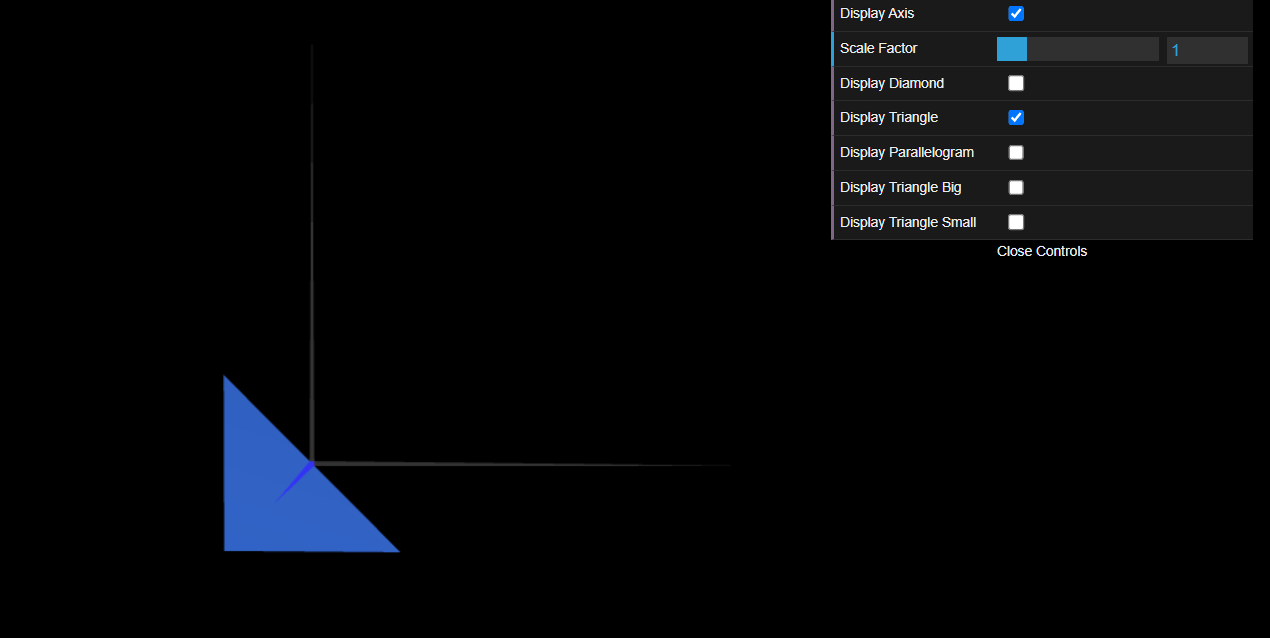 Display Axis
Scale Factor 1
Display Diamond
Display Triangle
Display Parallelogram
Display Triangle Big
Display Triangle Small
Close Controls